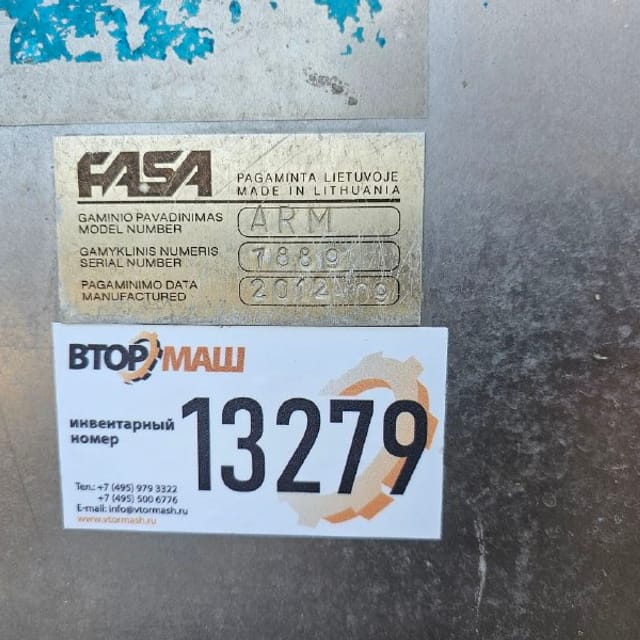 FASA
PAGAMINTA LIETUVOJE
MADE IN LITHUANIA
GAMINIO PAVADINIMAS
MODEL NUMBER
ARM
GAMYKLINIS NUMERIS
SERIAL NUMBER
7889
PAGAMINIMO DATA
MANUFACTURED
2012 09
ВТОРМАШ
инвентарный
номер
13279
Тел.: +7 (495) 979 3322
+7 (495) 500 6776
E-mail: info@vtormash.ru
www.vtormash.ru